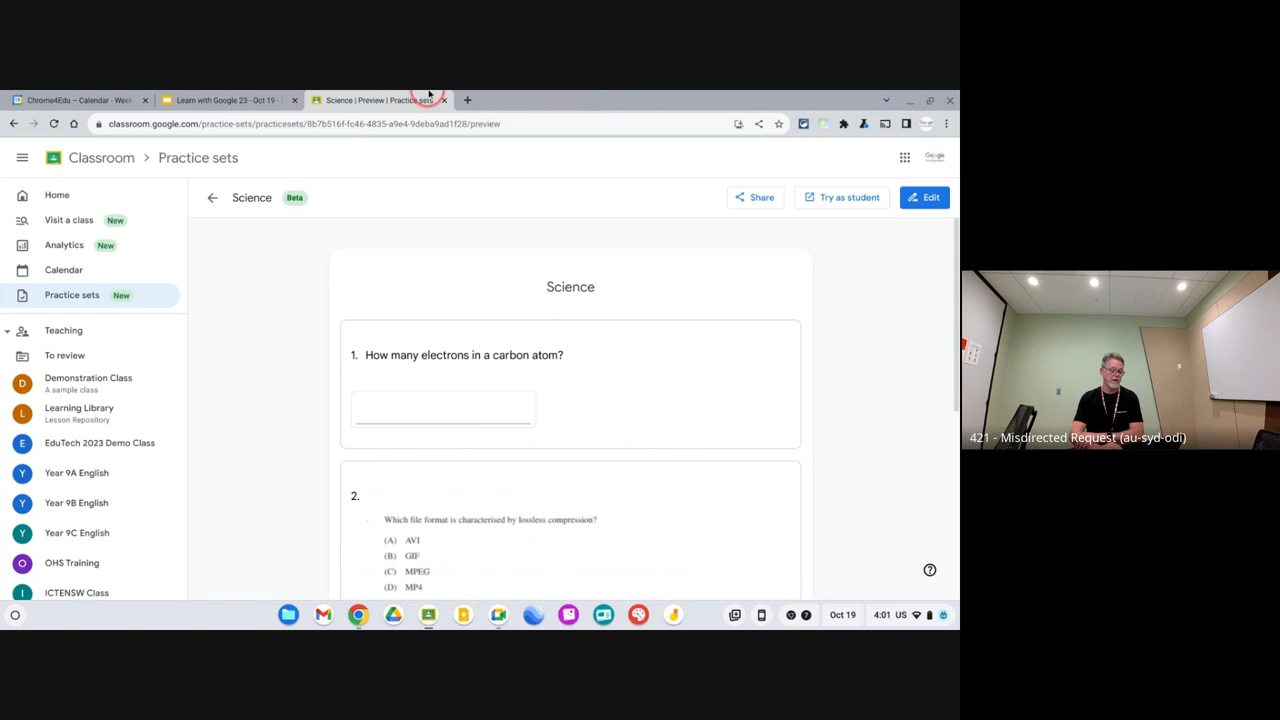 Chrome4Edu – Calendar - Week
Learn with Google 23 - Oct 19 -
Science | Preview | Practice sets
classroom.google.com/practice-sets/practicesets/8b7b516f-fc46-4835-a9e4-9deba9ad1f28/preview
Classroom > Practice sets
Google
Home
Visit a class New
Analytics New
Calendar
Practice sets New
Teaching
To review
D Demonstration Class
A sample class
L Learning Library
Lesson Repository
E EduTech 2023 Demo Class
Y Year 9A English
Y Year 9B English
Y Year 9C English
O OHS Training
I ICTENSW Class
Science Beta
Share
Try as student
Edit
Science
1. How many electrons in a carbon atom?
2.
Which file format is characterised by lossless compression?
(A) AVI
(B) GIF
(C) MPEG
(D) MP4
Oct 19
4:01 US
421 - Misdirected Request (au-syd-odi)